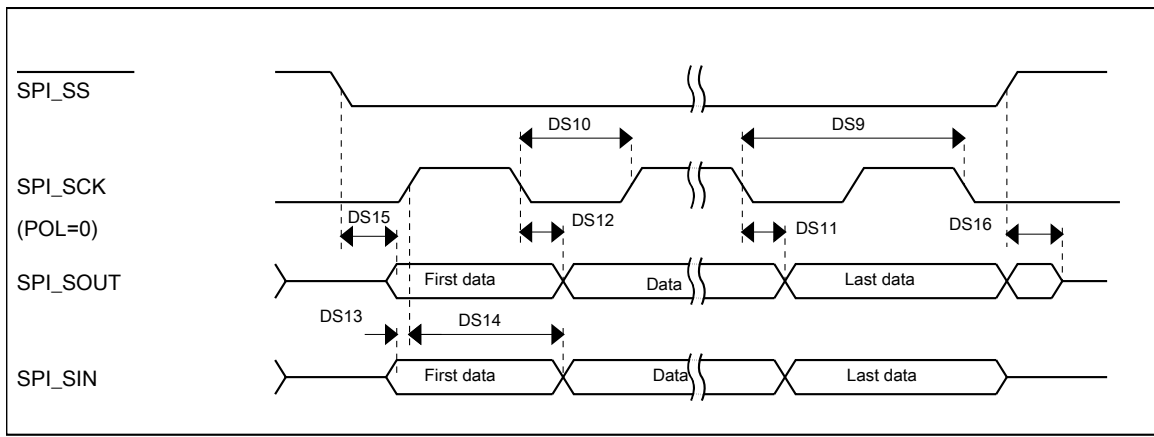 SPI_SS
DS10
DS9
SPI_SCK
(POL=0)
DS15
DS12
DS11
DS16
SPI_SOUT
First data
Data
Last data
DS13
DS14
SPI_SIN
First data
Data
Last data